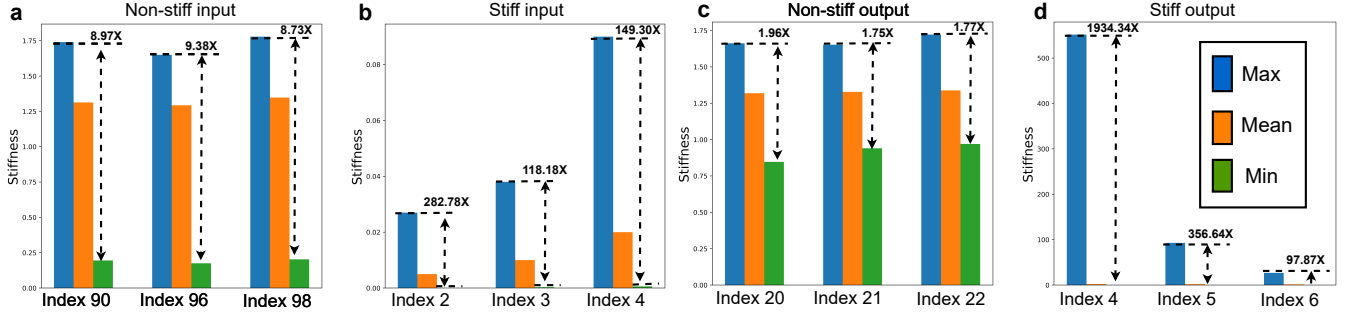 a
Non-stiff input
Stiffness
1.75
1.50
1.25
1.00
0.75
0.50
0.25
0.00
8.97X
9.38X
8.73X
Index 90
Index 96
Index 98
b
Stiff input
Stiffness
0.08
0.06
0.04
0.02
0.00
282.78X
118.18X
149.30X
Index 2
Index 3
Index 4
c
Non-stiff output
Stiffness
1.75
1.50
1.25
1.00
0.75
0.50
0.25
0.00
1.96X
1.75X
1.77X
Index 20
Index 21
Index 22
d
Stiff output
Stiffness
500
400
300
200
100
0
1934.34X
356.64X
97.87X
Index 4
Index 5
Index 6
Max
Mean
Min